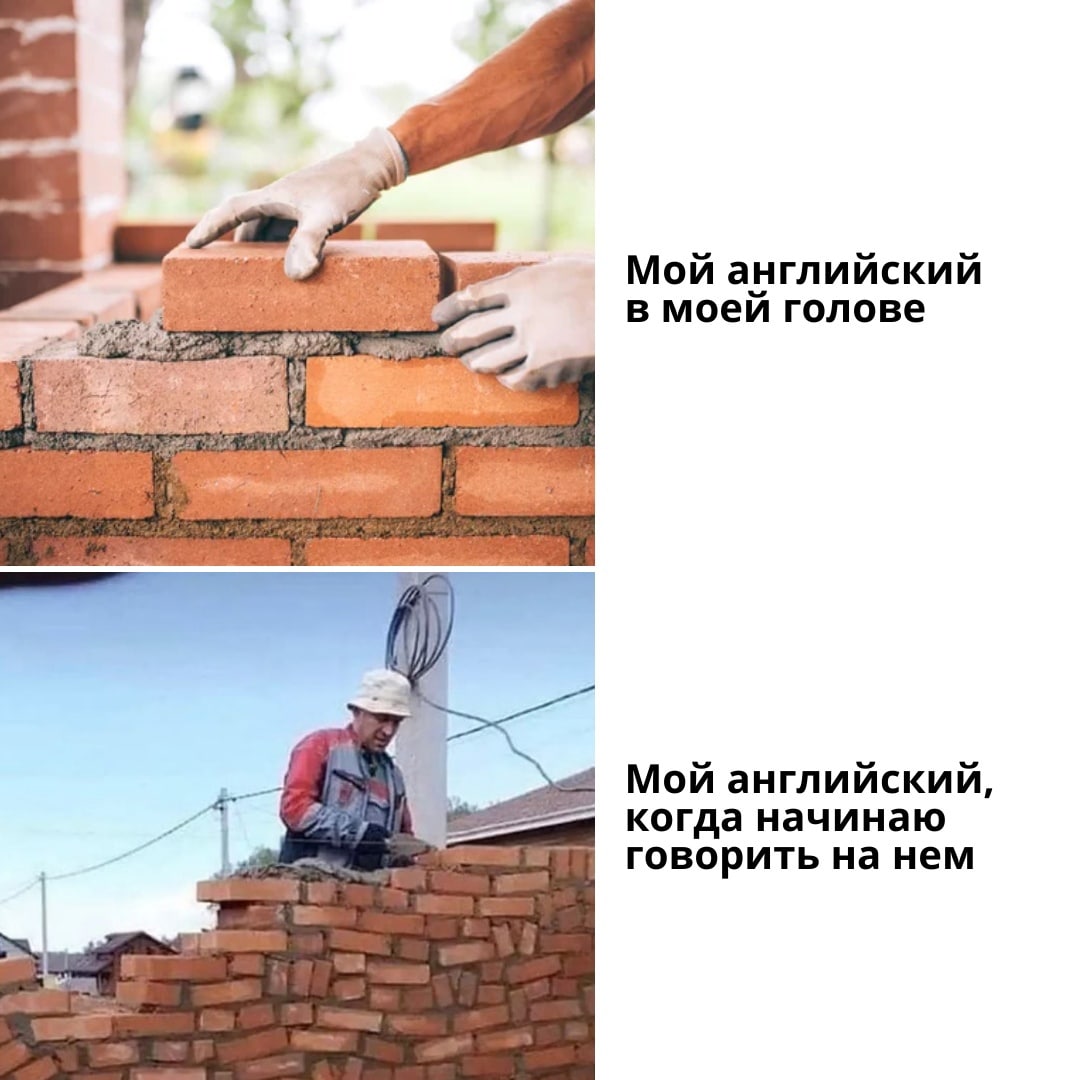 Мой английский
в моей голове
Мой английский,
когда начинаю
говорить на нем